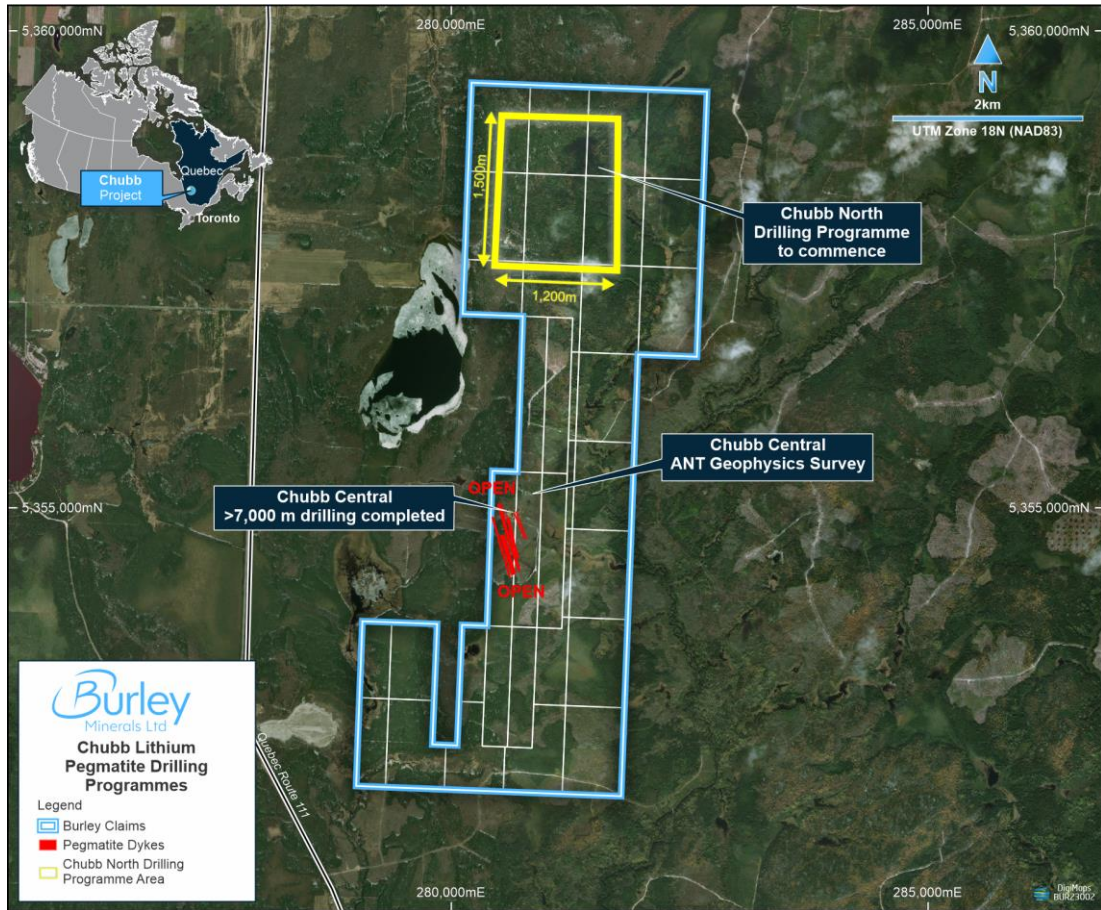 280,000mE
285,000mE
5,360,000mN
5,360,000mN
N
2km
UTM Zone 18N (NAD83)
Quebec
Chubb
Project
Toronto
1,500m
1,200m
Chubb North
Drilling Programme
to commence
Chubb Central
ANT Geophysics Survey
OPEN
Chubb Central
>7,000 m drilling completed
5,355,000mN
5,355,000mN
OPEN
Burley
Minerals Ltd
Chubb Lithium
Pegmatite Drilling
Programmes
Legend
Burley Claims
Pegmatite Dykes
Chubb North Drilling
Programme Area
Quebec Route 111
280,000mE
285,000mE
DigiMaps
BUR23002